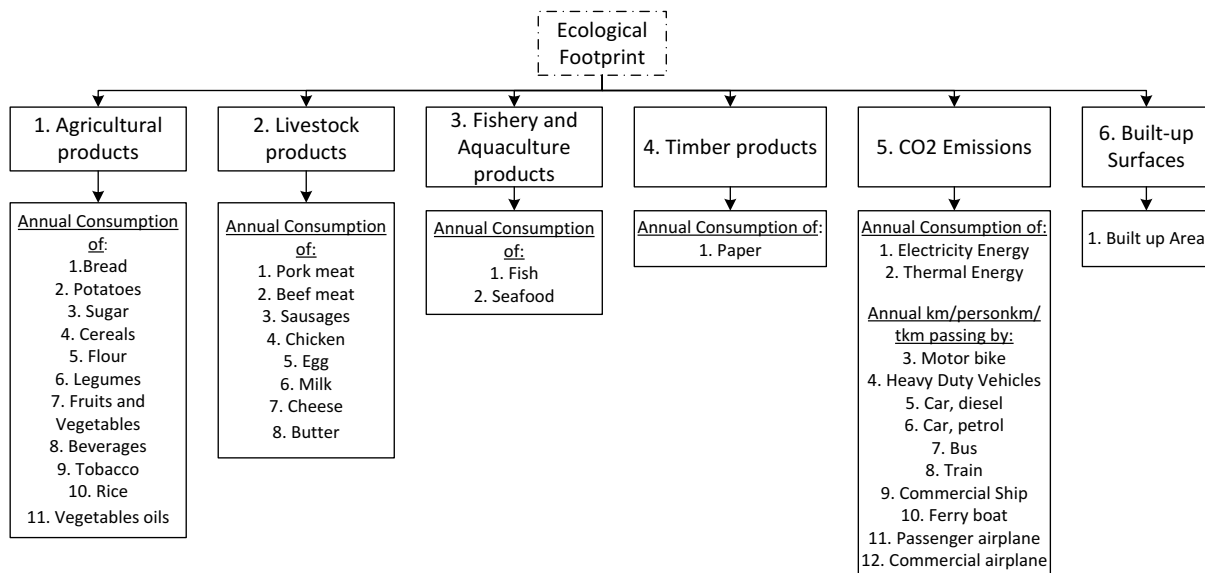 Ecological
Footprint
1. Agricultural
products
2. Livestock
products
3. Fishery and
Aquaculture
products
4. Timber products
5. CO2 Emissions
6. Built-up
Surfaces
Annual Consumption
of:
1.Bread
2. Potatoes
3. Sugar
4. Cereals
5. Flour
6. Legumes
7. Fruits and
Vegetables
8. Beverages
9. Tobacco
10. Rice
11. Vegetables oils
Annual Consumption
of:
1. Pork meat
2. Beef meat
3. Sausages
4. Chicken
5. Egg
6. Milk
7. Cheese
8. Butter
Annual Consumption
of:
1. Fish
2. Seafood
Annual Consumption of:
1. Paper
Annual Consumption of:
1. Electricity Energy
2. Thermal Energy
Annual km/personkm/
tkm passing by:
3. Motor bike
4. Heavy Duty Vehicles
5. Car, diesel
6. Car, petrol
7. Bus
8. Train
9. Commercial Ship
10. Ferry boat
11. Passenger airplane
12. Commercial airplane
1. Built up Area